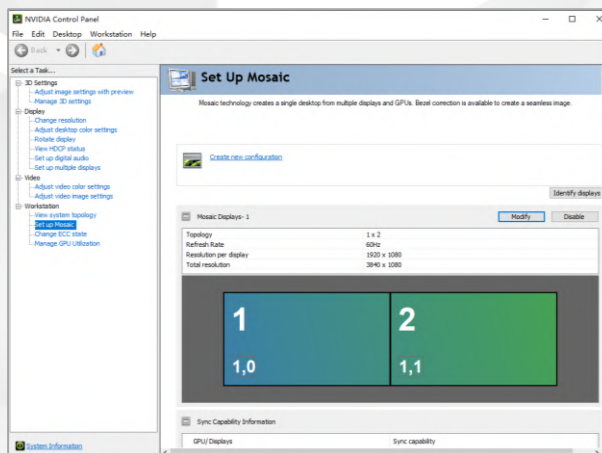 NVIDIA Control Panel
File Edit Desktop Workstation Help
Back
Select a Task...
3D Settings
Adjust image settings with preview
Manage 3D settings
Display
Change resolution
Adjust desktop color settings
Rotate display
View HDCP status
Set up digital audio
Set up multiple displays
Video
Adjust video color settings
Adjust video image settings
Workstation
View system topology
Set up Mosaic
Change ECC state
Manage GPU Utilization
System Information
Set Up Mosaic
Mosaic technology creates a single desktop from multiple displays and GPUs. Bezel correction is available to create a seamless image.
Create new configuration
Identify displays
Mosaic Displays- 1 Modify Disable
Topology 1 x 2
Refresh Rate 60Hz
Resolution per display 1920 x 1080
Total resolution 3840 x 1080
1 2
1,0 1,1
Sync Capability Information
GPU/ Displays Sync capability